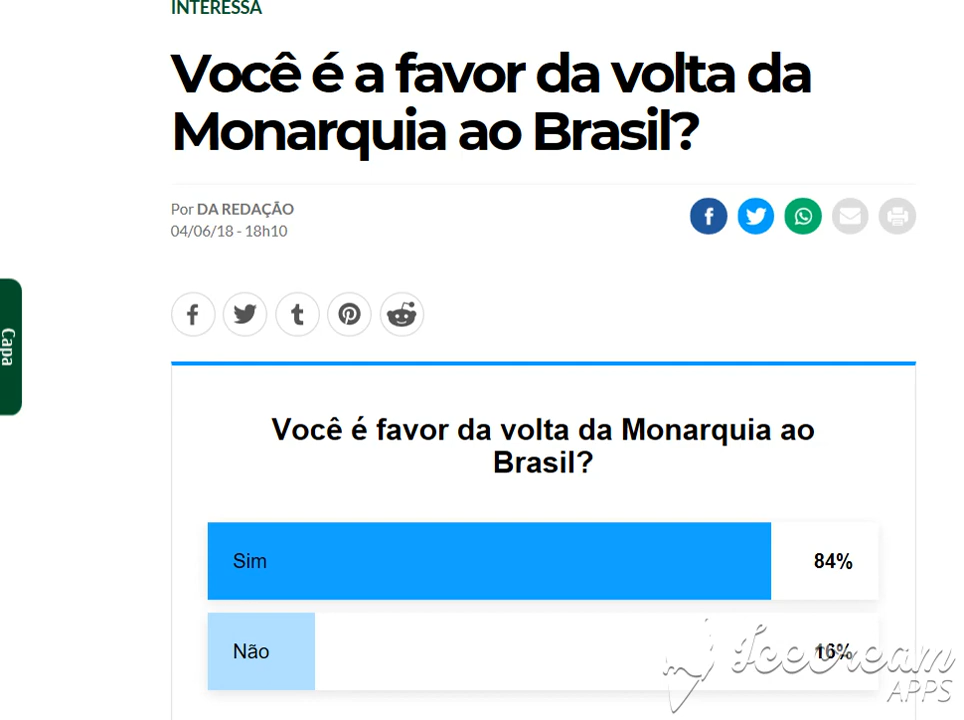 INTERESSA
Você é a favor da volta da
Monarquia ao Brasil?
Por DA REDAÇÃO
04/06/18 - 18h10
Capa
Você é favor da volta da Monarquia ao
Brasil?
Sim 84%
Não 16%
IceCream
APPS